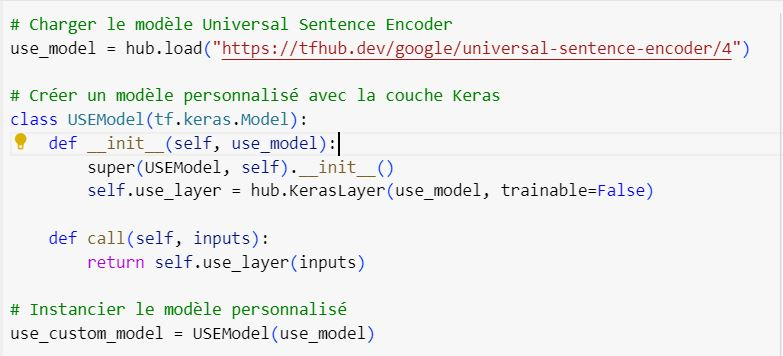 # Charger le modèle Universal Sentence Encoder
use_model = hub.load("https://tfhub.dev/google/universal-sentence-encoder/4")
# Créer un modèle personnalisé avec la couche Keras
class USEModel(tf.keras.Model):
    def __init__(self, use_model):
        super(USEModel, self).__init__()
        self.use_layer = hub.KerasLayer(use_model, trainable=False)
    def call(self, inputs):
        return self.use_layer(inputs)
# Instancier le modèle personnalisé
use_custom_model = USEModel(use_model)